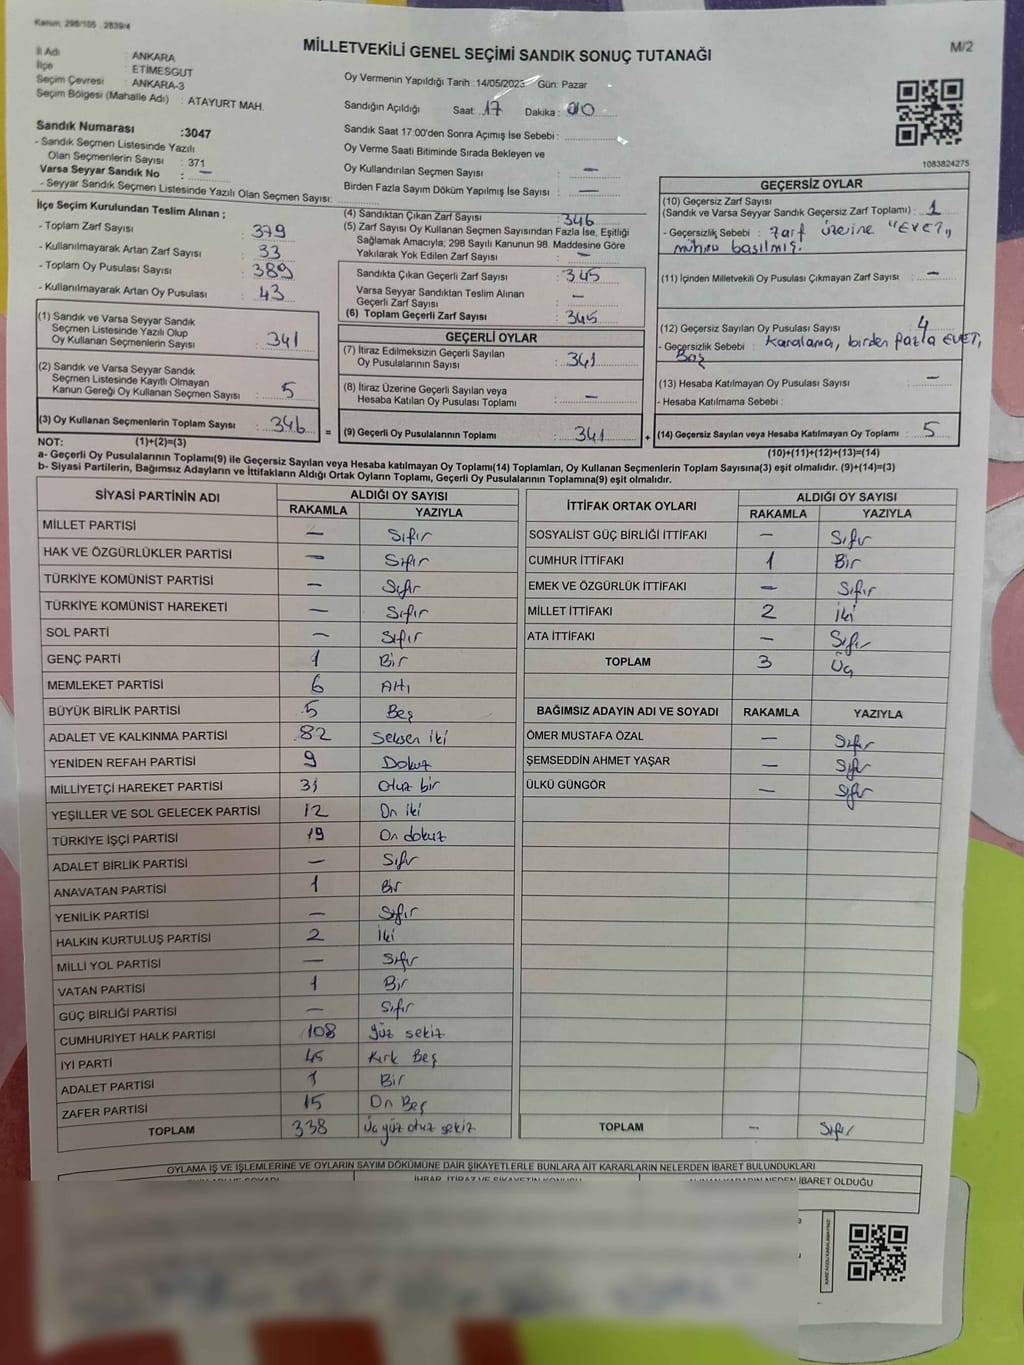 Kanun: 298/105 , 2839/4
MİLLETVEKİLİ GENEL SEÇİMİ SANDIK SONUÇ TUTANAĞI
M/2
İl Adı : ANKARA
İlçe : ETİMESGUT
Seçim Çevresi : ANKARA-3
Seçim Bölgesi (Mahalle Adı) : ATAYURT MAH.
Oy Vermenin Yapıldığı Tarih : 14/05/2023 Gün: Pazar
Sandığın Açıldığı Saat: 17 Dakika: 00
Sandık Saat 17:00'den Sonra Açımış İse Sebebi :
Oy Verme Saati Bitiminde Sırada Bekleyen ve
Oy Kullandırılan Seçmen Sayısı : —
Birden Fazla Sayım Döküm Yapılmış İse Sayısı : —
Sandık Numarası :3047
- Sandık Seçmen Listesinde Yazılı
Olan Seçmenlerin Sayısı : 371
Varsa Seyyar Sandık No : —
- Seyyar Sandık Seçmen Listesinde Yazılı Olan Seçmen Sayısı:
1083824275
İlçe Seçim Kurulundan Teslim Alınan ;
- Toplam Zarf Sayısı : 379
- Kullanılmayarak Artan Zarf Sayısı : 33
- Toplam Oy Pusulası Sayısı : 389
- Kullanılmayarak Artan Oy Pusulası : 43
(4) Sandıktan Çıkan Zarf Sayısı : 346
(5) Zarf Sayısı Oy Kullanan Seçmen Sayısından Fazla İse, Eşitliği
Sağlamak Amacıyla; 298 Sayılı Kanunun 98. Maddesine Göre
Yakılarak Yok Edilen Zarf Sayısı : —
Sandıkta Çıkan Geçerli Zarf Sayısı : 345
Varsa Seyyar Sandıktan Teslim Alınan
Geçerli Zarf Sayısı : —
(6) Toplam Geçerli Zarf Sayısı : 345
GEÇERSİZ OYLAR
(10) Geçersiz Zarf Sayısı
(Sandık ve Varsa Seyyar Sandık Geçersiz Zarf Toplamı) : 1
- Geçersizlik Sebebi : zarf üzerine "EVET"
mührü basılmış.
(11) İçinden Milletvekili Oy Pusulası Çıkmayan Zarf Sayısı : —
(12) Geçersiz Sayılan Oy Pusulası Sayısı : 4
- Geçersizlik Sebebi : Karalama, birden fazla EVET,
Boş
(13) Hesaba Katılmayan Oy Pusulası Sayısı : —
- Hesaba Katılmama Sebebi :
(14) Geçersiz Sayılan veya Hesaba Katılmayan Oy Toplamı : 5
(10)+(11)+(12)+(13)=(14)
(1) Sandık ve Varsa Seyyar Sandık
Seçmen Listesinde Yazılı Olup
Oy Kullanan Seçmenlerin Sayısı : 341
(2) Sandık ve Varsa Seyyar Sandık
Seçmen Listesinde Kayıtlı Olmayan
Kanun Gereği Oy Kullanan Seçmen Sayısı : 5
(3) Oy Kullanan Seçmenlerin Toplam Sayısı : 346 =
GEÇERLİ OYLAR
(7) İtiraz Edilmeksizin Geçerli Sayılan
Oy Pusulalarının Sayısı : 341
(8) İtiraz Üzerine Geçerli Sayılan veya
Hesaba Katılan Oy Pusulası Toplamı : —
(9) Geçerli Oy Pusulalarının Toplamı : 341 +
NOT: (1)+(2)=(3)
a- Geçerli Oy Pusulalarının Toplamı(9) ile Geçersiz Sayılan veya Hesaba katılmayan Oy Toplamı(14) Toplamları, Oy Kullanan Seçmenlerin Toplam Sayısına(3) eşit olmalıdır. (9)+(14)=(3)
b- Siyasi Partilerin, Bağımsız Adayların ve İttifakların Aldığı Ortak Oyların Toplamı, Geçerli Oy Pusulalarının Toplamına(9) eşit olmalıdır.
SİYASİ PARTİNİN ADI ALDIĞI OY SAYISI
RAKAMLA YAZIYLA
MİLLET PARTİSİ — Sıfır
HAK VE ÖZGÜRLÜKLER PARTİSİ — Sıfır
TÜRKİYE KOMÜNİST PARTİSİ — Sıfır
TÜRKİYE KOMÜNİST HAREKETİ — Sıfır
SOL PARTİ — Sıfır
GENÇ PARTİ 1 Bir
MEMLEKET PARTİSİ 6 Altı
BÜYÜK BİRLİK PARTİSİ 5 Beş
ADALET VE KALKINMA PARTİSİ 82 Seksen iki
YENİDEN REFAH PARTİSİ 9 Dokuz
MİLLİYETÇİ HAREKET PARTİSİ 31 Otuz bir
YEŞİLLER VE SOL GELECEK PARTİSİ 12 On iki
TÜRKİYE İŞÇİ PARTİSİ 19 On dokuz
ADALET BİRLİK PARTİSİ — Sıfır
ANAVATAN PARTİSİ 1 Bir
YENİLİK PARTİSİ — Sıfır
HALKIN KURTULUŞ PARTİSİ 2 İki
MİLLİ YOL PARTİSİ — Sıfır
VATAN PARTİSİ 1 Bir
GÜÇ BİRLİĞİ PARTİSİ — Sıfır
CUMHURİYET HALK PARTİSİ 108 Yüz sekiz
İYİ PARTİ 45 Kırk Beş
ADALET PARTİSİ 1 Bir
ZAFER PARTİSİ 15 On Beş
TOPLAM 338 Üç yüz otuz sekiz
İTTİFAK ORTAK OYLARI ALDIĞI OY SAYISI
RAKAMLA YAZIYLA
SOSYALİST GÜÇ BİRLİĞİ İTTİFAKI — Sıfır
CUMHUR İTTİFAKI 1 Bir
EMEK VE ÖZGÜRLÜK İTTİFAKI — Sıfır
MİLLET İTTİFAKI 2 İki
ATA İTTİFAKI — Sıfır
TOPLAM 3 Üç
BAĞIMSIZ ADAYIN ADI VE SOYADI RAKAMLA YAZIYLA
ÖMER MUSTAFA ÖZAL — Sıfır
ŞEMSEDDİN AHMET YAŞAR — Sıfır
ÜLKÜ GÜNGÖR — Sıfır
TOPLAM — Sıfır
OYLAMA İŞ VE İŞLEMLERİNE VE OYLARIN SAYIM DÖKÜMÜNE DAİR ŞİKAYETLERLE BUNLARA AİT KARARLARIN NELERDEN İBARET BULUNDUKLARI
İHBAR, İTİRAZ VE ŞİKAYETİN KONUSU
İBARET OLDUĞU